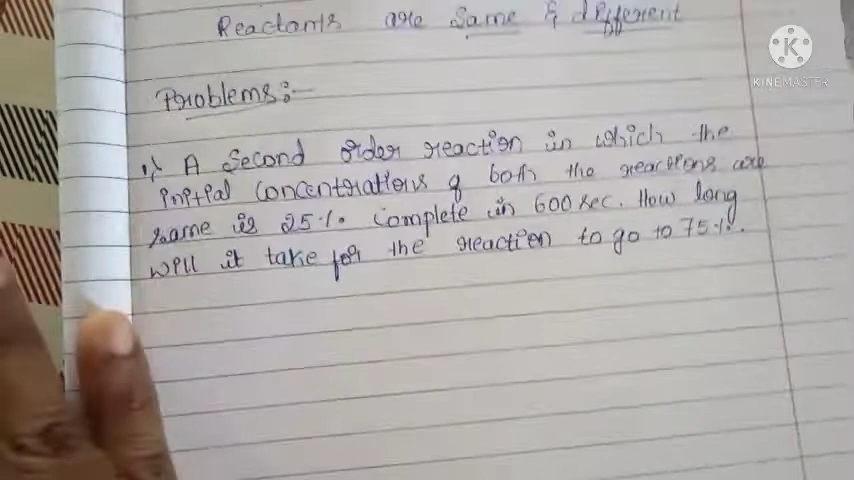 Reactants are same & different
KINEMASTER
Problems:-
1) A second order reaction in which the
initial concentrations of both the reactions are
same is 25%. complete in 600 sec. How long
will it take for the reaction to go to 75%.